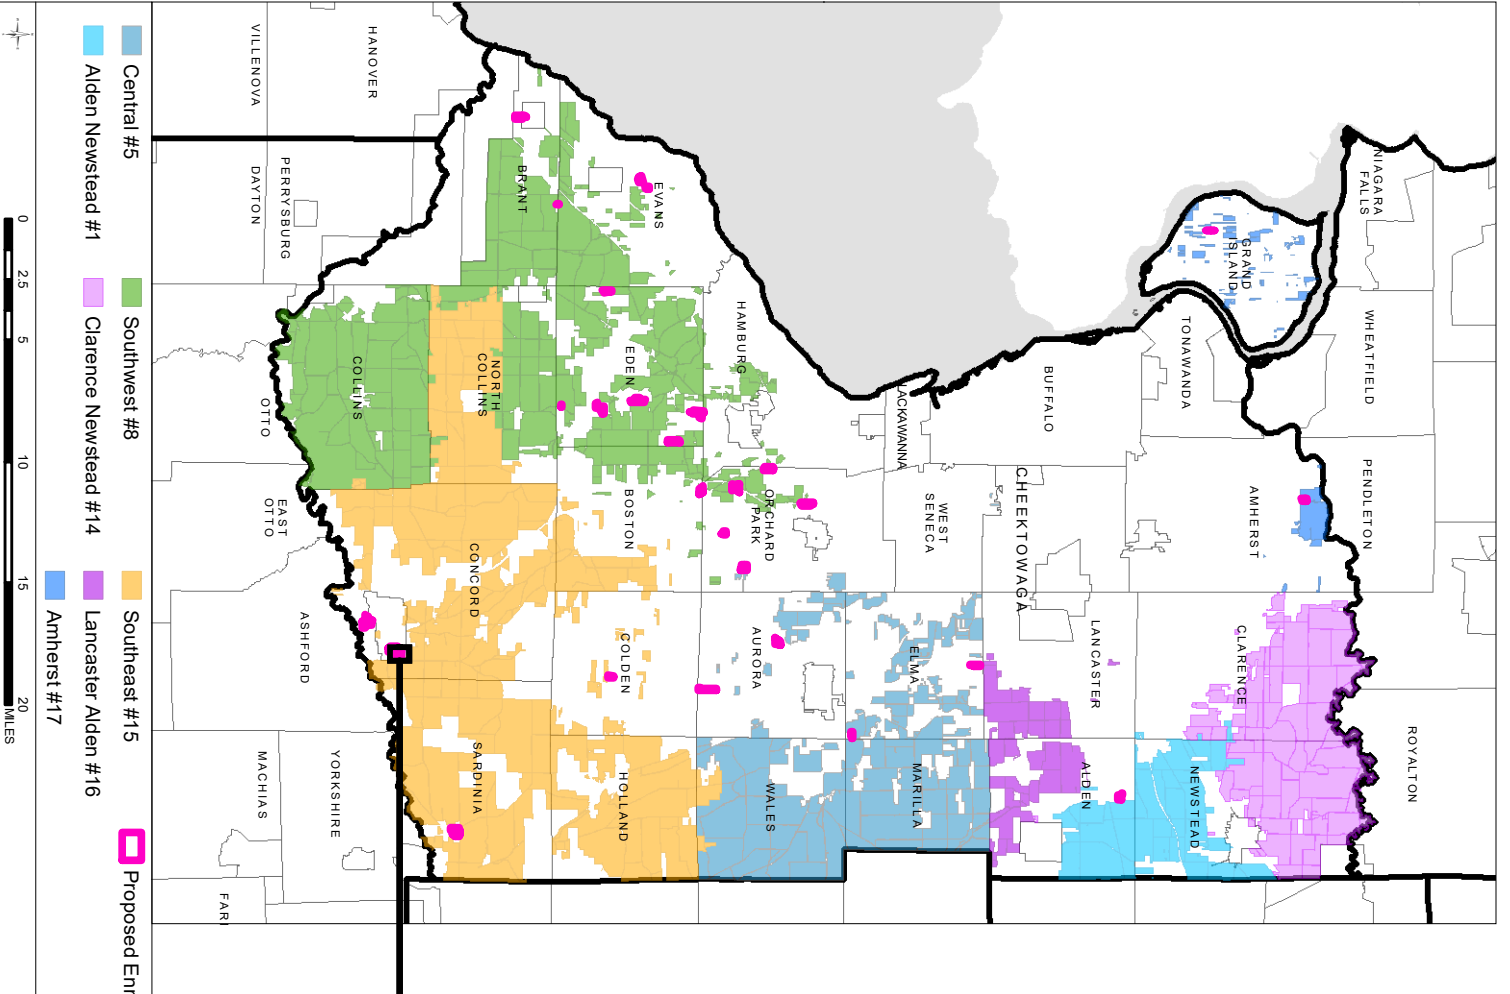 NIAGARA
FALLS
WHEATFIELD
PENDLETON
ROYALTON
GRAND
ISLAND
TONAWANDA
AMHERST
CLARENCE
NEWSTEAD
BUFFALO
CHEEKTOWAGA
LANCASTER
ALDEN
LACKAWANNA
WEST
SENECA
ELMA
MARILLA
HAMBURG
ORCHARD
PARK
AURORA
WALES
EVANS
EDEN
BOSTON
COLDEN
HOLLAND
BRANT
NORTH
COLLINS
CONCORD
SARDINIA
HANOVER
COLLINS
VILLENOVA
PERRYSBURG
DAYTON
OTTO
EAST
OTTO
ASHFORD
YORKSHIRE
MACHIAS
FARI
Central #5
Southwest #8
Southeast #15
Proposed Enr
Alden Newstead #1
Clarence Newstead #14
Lancaster Alden #16
Amherst #17
0 2.5 5 10 15 20
MILES